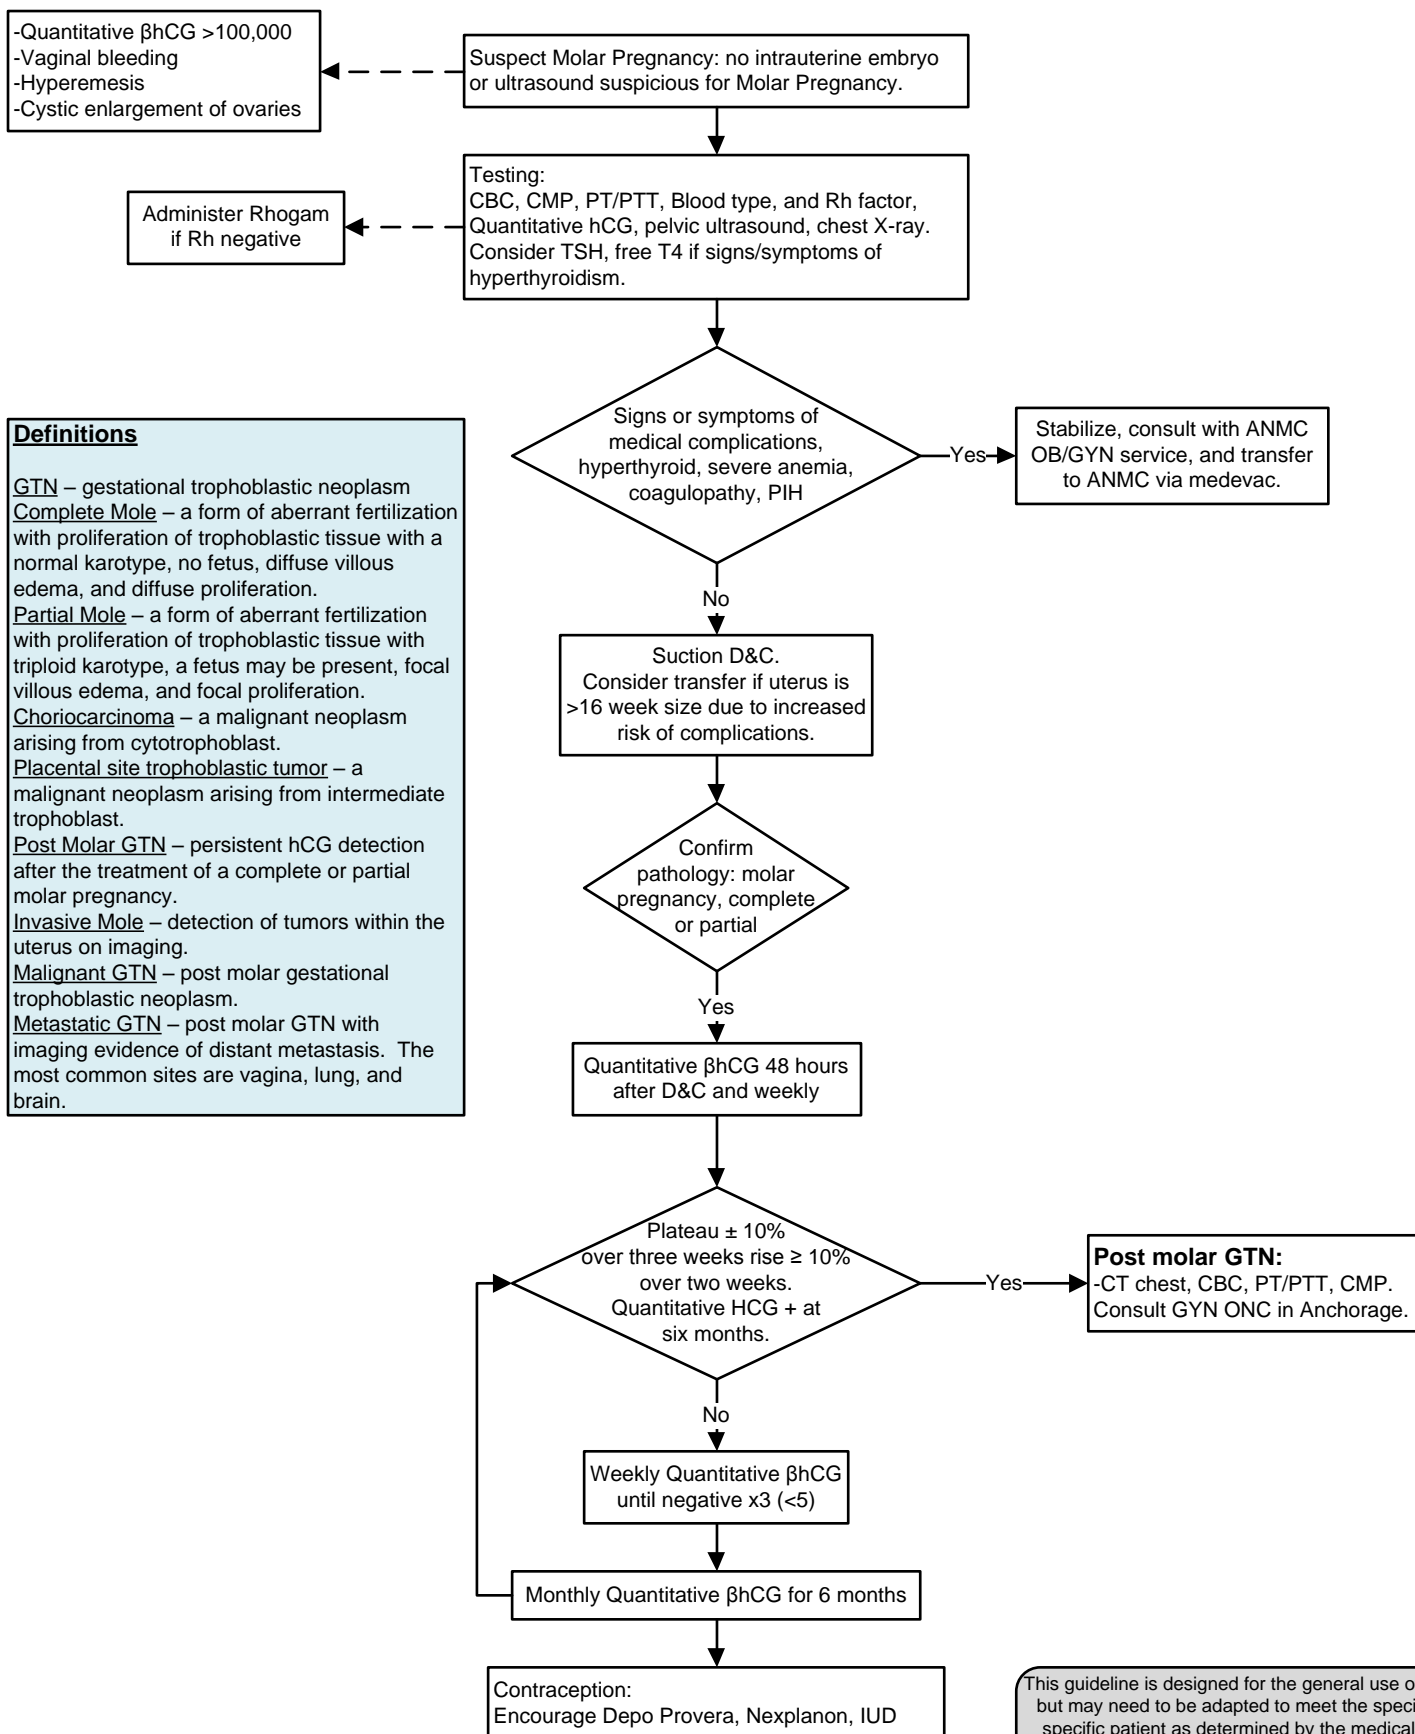 -Quantitative βhCG >100,000
-Vaginal bleeding
-Hyperemesis
-Cystic enlargement of ovaries
Suspect Molar Pregnancy: no intrauterine embryo
or ultrasound suspicious for Molar Pregnancy.
Testing:
CBC, CMP, PT/PTT, Blood type, and Rh factor,
Quantitative hCG, pelvic ultrasound, chest X-ray.
Consider TSH, free T4 if signs/symptoms of
hyperthyroidism.
Administer Rhogam
if Rh negative
Signs or symptoms of
medical complications,
hyperthyroid, severe anemia,
coagulopathy, PIH
Yes
Stabilize, consult with ANMC
OB/GYN service, and transfer
to ANMC via medevac.
Definitions
GTN – gestational trophoblastic neoplasm
Complete Mole – a form of aberrant fertilization
with proliferation of trophoblastic tissue with a
normal karotype, no fetus, diffuse villous
edema, and diffuse proliferation.
Partial Mole – a form of aberrant fertilization
with proliferation of trophoblastic tissue with
triploid karotype, a fetus may be present, focal
villous edema, and focal proliferation.
Choriocarcinoma – a malignant neoplasm
arising from cytotrophoblast.
Placental site trophoblastic tumor – a
malignant neoplasm arising from intermediate
trophoblast.
Post Molar GTN – persistent hCG detection
after the treatment of a complete or partial
molar pregnancy.
Invasive Mole – detection of tumors within the
uterus on imaging.
Malignant GTN – post molar gestational
trophoblastic neoplasm.
Metastatic GTN – post molar GTN with
imaging evidence of distant metastasis.  The
most common sites are vagina, lung, and
brain.
No
Suction D&C.
Consider transfer if uterus is
>16 week size due to increased
risk of complications.
Confirm
pathology: molar
pregnancy, complete
or partial
Yes
Quantitative βhCG 48 hours
after D&C and weekly
Plateau ± 10%
over three weeks rise ≥ 10%
over two weeks.
Quantitative HCG + at
six months.
Yes
Post molar GTN:
-CT chest, CBC, PT/PTT, CMP.
Consult GYN ONC in Anchorage.
No
Weekly Quantitative βhCG
until negative x3 (<5)
Monthly Quantitative βhCG for 6 months
Contraception:
Encourage Depo Provera, Nexplanon, IUD
This guideline is designed for the general use o
but may need to be adapted to meet the speci
specific patient as determined by the medical